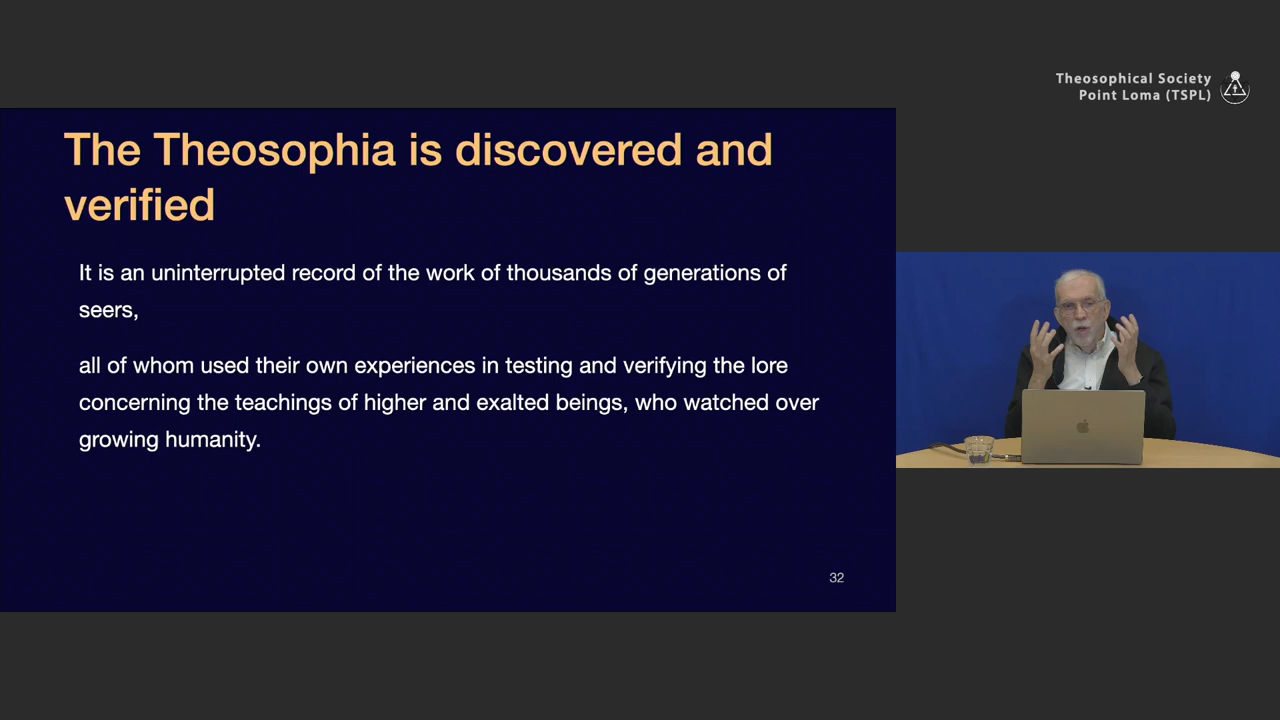 Theosophical Society
Point Loma (TSPL)
The Theosophia is discovered and
verified
It is an uninterrupted record of the work of thousands of generations of
seers,
all of whom used their own experiences in testing and verifying the lore
concerning the teachings of higher and exalted beings, who watched over
growing humanity.
32